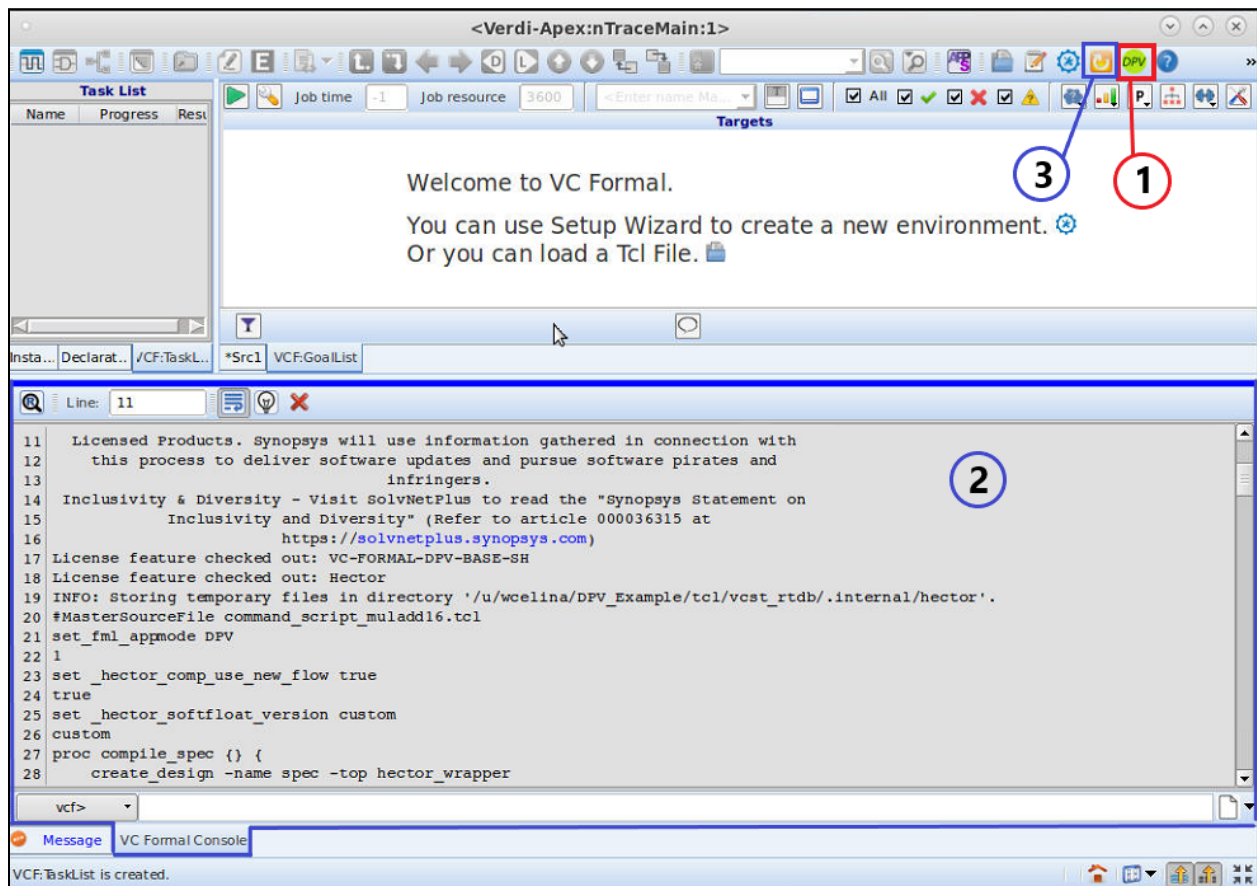 <Verdi-Apex:nTraceMain:1>
E
D
L
APPS
DPV
?
»
Task List
Name Progress Resu
Job time -1 Job resource 3600 <Enter name Ma...
T
All
P
Targets
3
1
Welcome to VC Formal.
You can use Setup Wizard to create a new environment.
Or you can load a Tcl File.
Insta... Declarat.. /CF:TaskL.. *Src1 VCF:GoalList
R
Line: 11
2
11 Licensed Products. Synopsys will use information gathered in connection with
12 this process to deliver software updates and pursue software pirates and
13 infringers.
14 Inclusivity & Diversity - Visit SolvNetPlus to read the "Synopsys Statement on
15 Inclusivity and Diversity" (Refer to article 000036315 at
16 https://solvnetplus.synopsys.com)
17 License feature checked out: VC-FORMAL-DPV-BASE-SH
18 License feature checked out: Hector
19 INFO: Storing temporary files in directory '/u/wcelina/DPV_Example/tcl/vcst_rtdb/.internal/hector'.
20 #MasterSourceFile command_script_muladd16.tcl
21 set_fml_appmode DPV
22 1
23 set _hector_comp_use_new_flow true
24 true
25 set _hector_softfloat_version custom
26 custom
27 proc compile_spec {} {
28 create_design -name spec -top hector_wrapper
vcf>
Message VC Formal Console
VCF:TaskList is created.